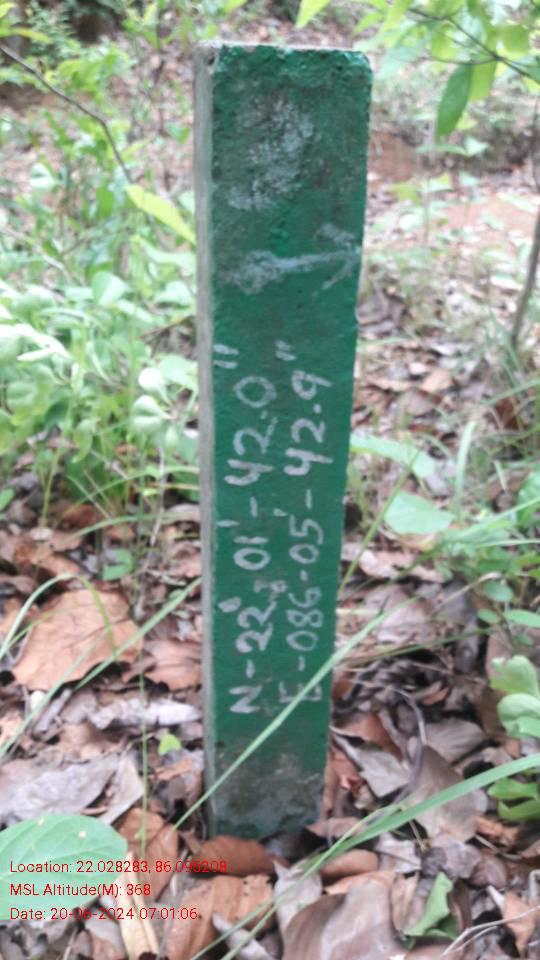 N-22°-01'-42.0"
E-086-05'-42.9"
Location: 22.028283, 86.095208
MSL Altitude(M): 368
Date: 20-06-2024 07:01:06